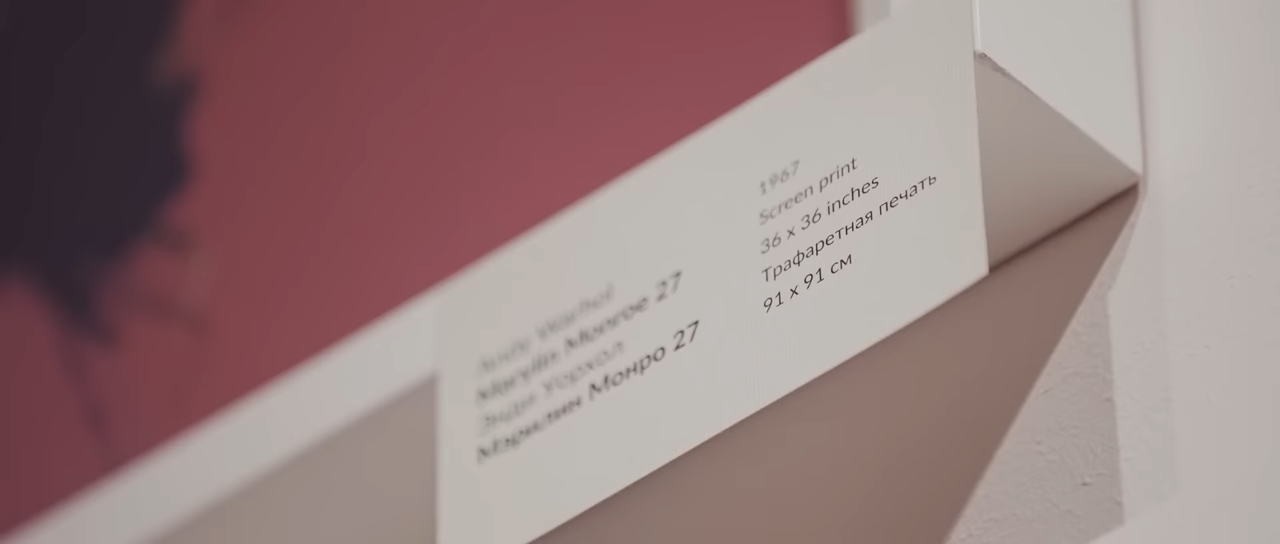 Andy Warhol
Marylin Monroe 27
Энди Уорхол
Мэрилин Монро 27
1967
Screen print
36 x 36 inches
Трафаретная печать
91 x 91 см